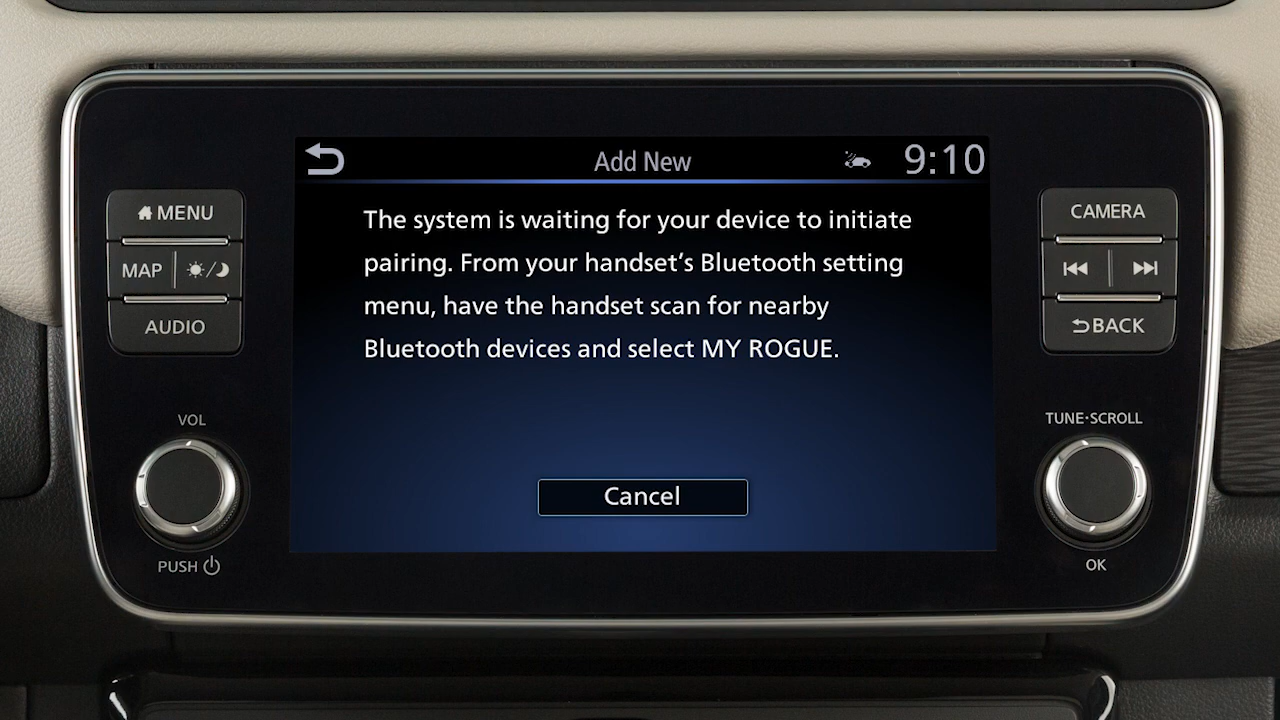 Add New
9:10
The system is waiting for your device to initiate
pairing. From your handset's Bluetooth setting
menu, have the handset scan for nearby
Bluetooth devices and select MY ROGUE.
Cancel
MENU
MAP
AUDIO
VOL
PUSH
CAMERA
BACK
TUNE·SCROLL
OK